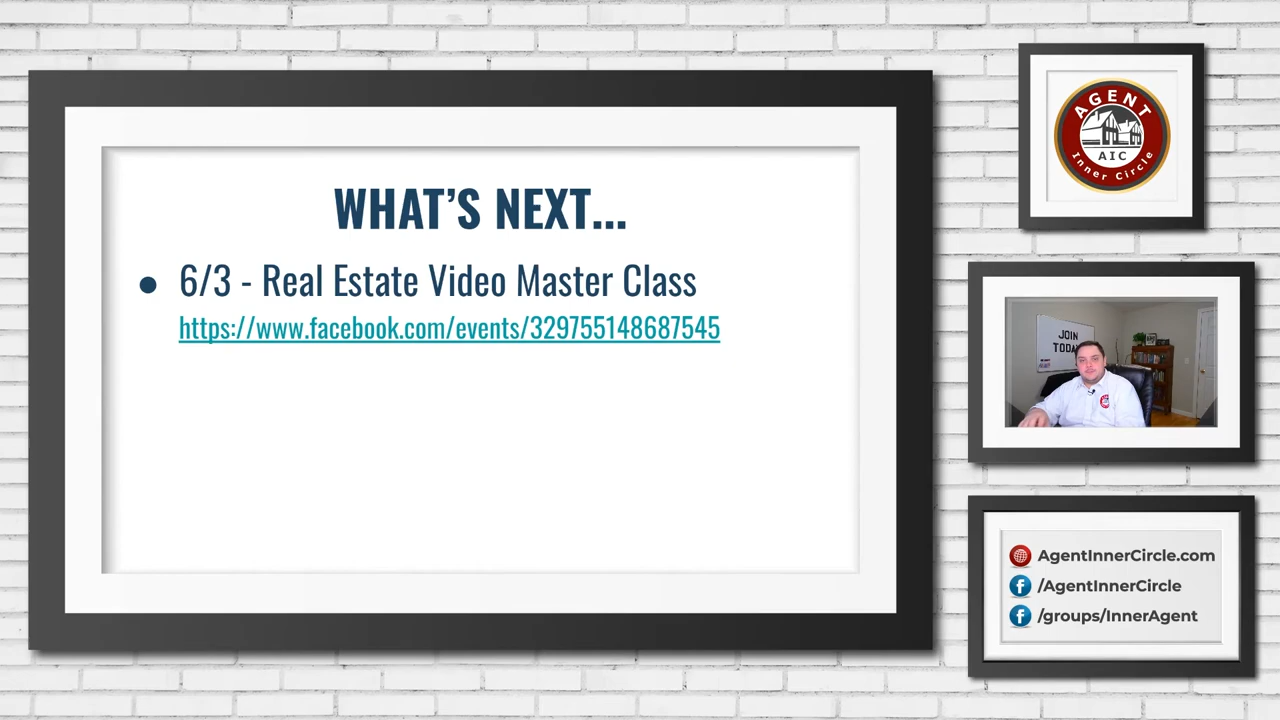 WHAT’S NEXT...
● 6/3 - Real Estate Video Master Class
https://www.facebook.com/events/329755148687545
AGENT
AIC
Inner Circle
JOIN
TODA
AgentInnerCircle.com
/AgentInnerCircle
/groups/InnerAgent